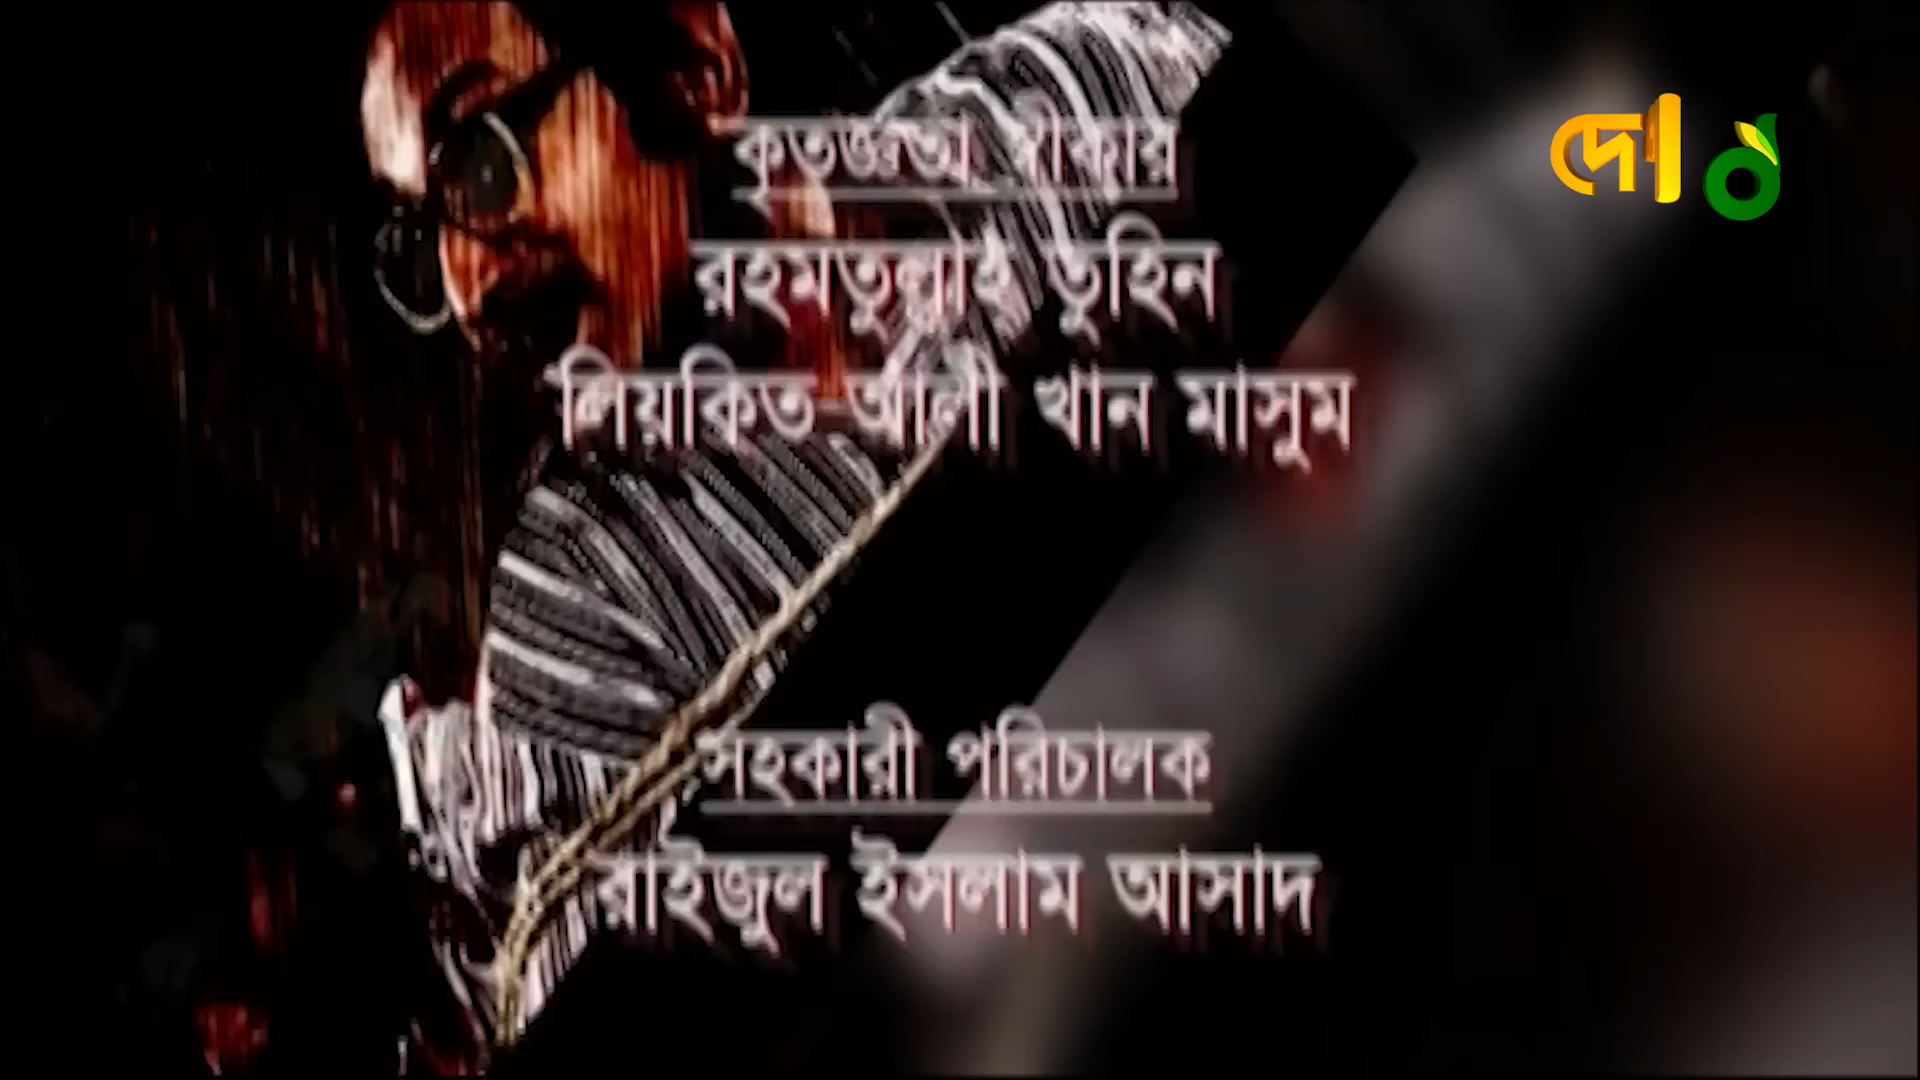 কৃতজ্ঞতা স্বীকার
রহমতুল্লাহ তুহিন
লিয়াকত আলী খান মাসুম
সহকারী পরিচালক
রাইজুল ইসলাম আসাদ